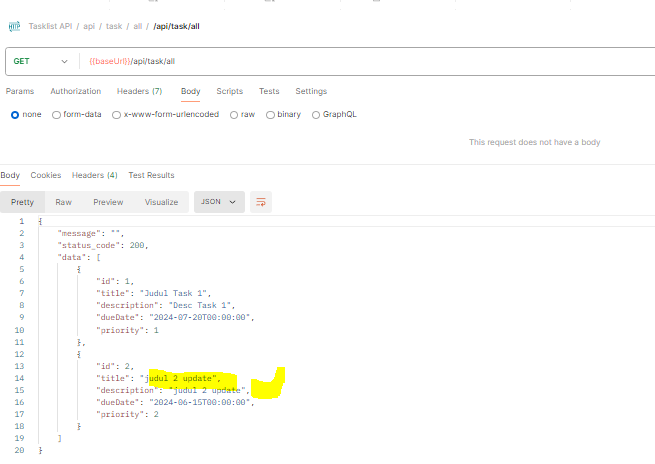 Tasklist API / api / task / all / /api/task/all
GET {{baseUrl}}/api/task/all
Params Authorization Headers (7) Body Scripts Tests Settings
none form-data x-www-form-urlencoded raw binary GraphQL
This request does not have a body
Body Cookies Headers (4) Test Results
Pretty Raw Preview Visualize JSON
1 {
2 "message": "",
3 "status_code": 200,
4 "data": [
5 {
6 "id": 1,
7 "title": "Judul Task 1",
8 "description": "Desc Task 1",
9 "dueDate": "2024-07-20T00:00:00",
10 "priority": 1
11 },
12 {
13 "id": 2,
14 "title": "judul 2 update",
15 "description": "judul 2 update",
16 "dueDate": "2024-06-15T00:00:00",
17 "priority": 2
18 }
19 ]
20 }